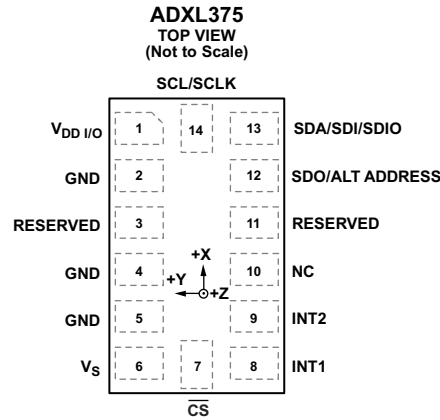 ADXL375
TOP VIEW
(Not to Scale)
SCL/SCLK
VDD I/O 1 14 13 SDA/SDI/SDIO
GND 2 12 SDO/ALT ADDRESS
RESERVED 3 11 RESERVED
+X
GND 4 10 NC
+Y +Z
GND 5 9 INT2
VS 6 7 8 INT1
CS